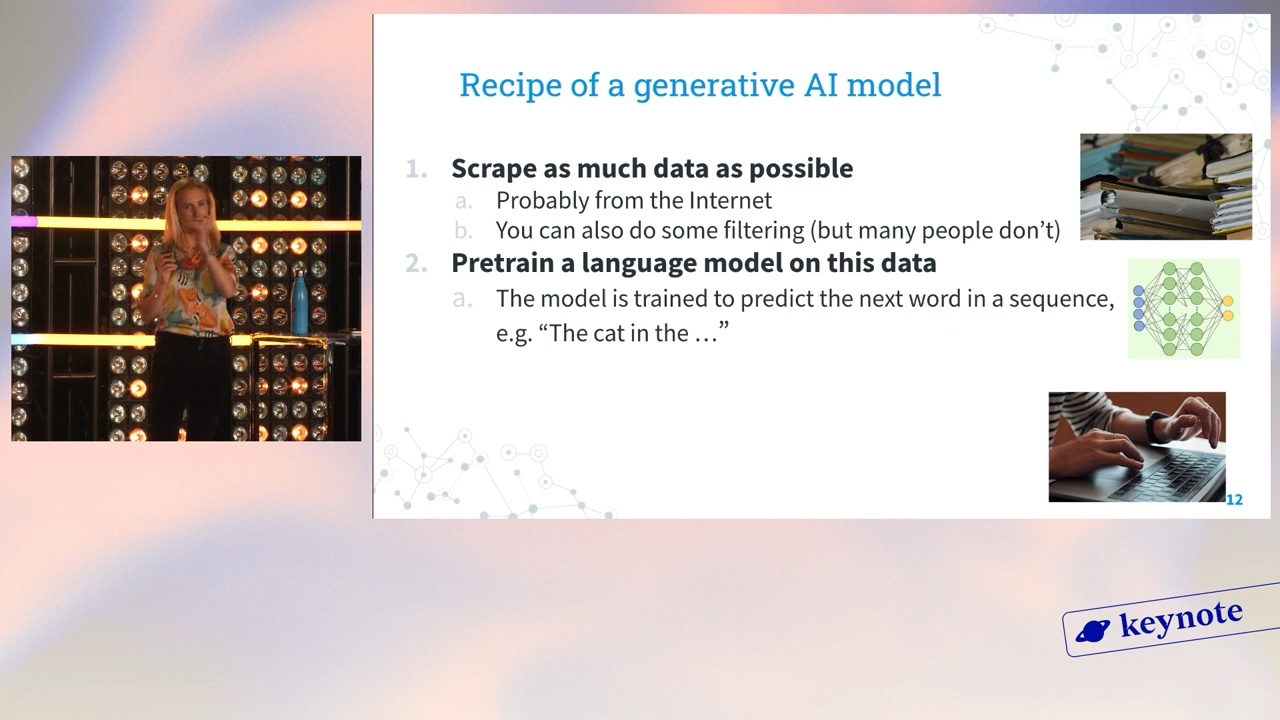 Recipe of a generative AI model
1. Scrape as much data as possible
a. Probably from the Internet
b. You can also do some filtering (but many people don’t)
2. Pretrain a language model on this data
a. The model is trained to predict the next word in a sequence,
e.g. “The cat in the …”
12
keynote